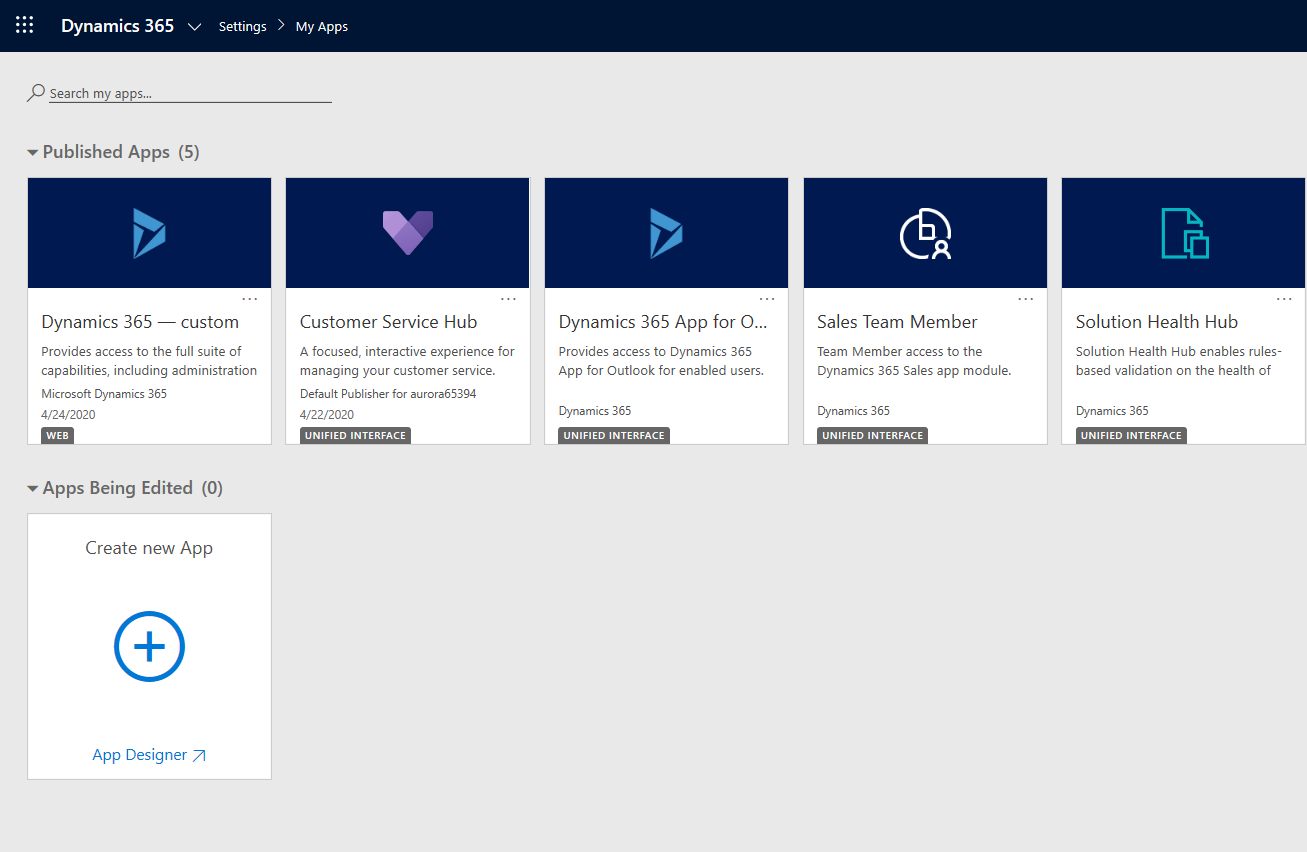 Dynamics 365 Settings My Apps
Search my apps...
Published Apps (5)
Dynamics 365 — custom
Provides access to the full suite of
capabilities, including administration
Microsoft Dynamics 365
4/24/2020
WEB
Customer Service Hub
A focused, interactive experience for
managing your customer service.
Default Publisher for aurora65394
4/22/2020
UNIFIED INTERFACE
Dynamics 365 App for O...
Provides access to Dynamics 365
App for Outlook for enabled users.
Dynamics 365
UNIFIED INTERFACE
Sales Team Member
Team Member access to the
Dynamics 365 Sales app module.
Dynamics 365
UNIFIED INTERFACE
Solution Health Hub
Solution Health Hub enables rules-
based validation on the health of
Dynamics 365
UNIFIED INTERFACE
Apps Being Edited (0)
Create new App
App Designer